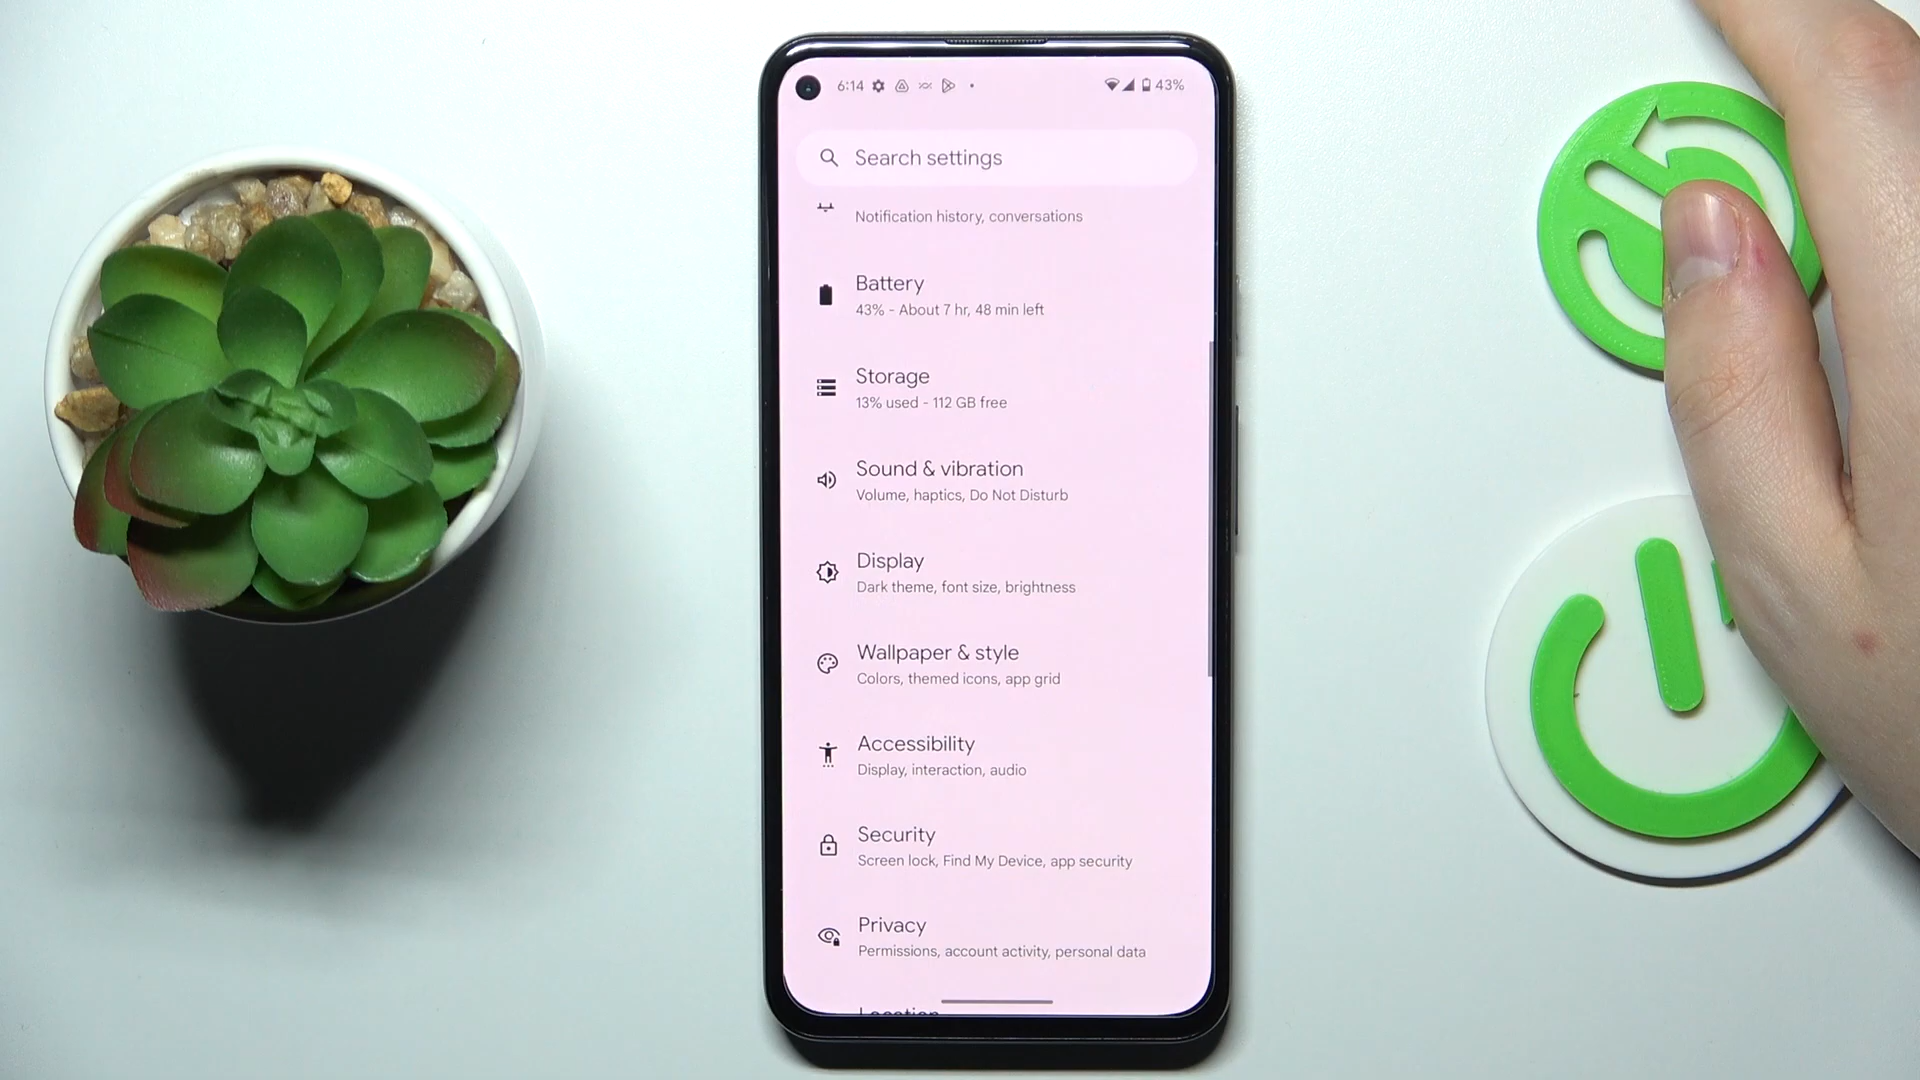 6:14 43%
Search settings
Notification history, conversations
Battery
43% - About 7 hr, 48 min left
Storage
13% used - 112 GB free
Sound & vibration
Volume, haptics, Do Not Disturb
Display
Dark theme, font size, brightness
Wallpaper & style
Colors, themed icons, app grid
Accessibility
Display, interaction, audio
Security
Screen lock, Find My Device, app security
Privacy
Permissions, account activity, personal data
Location